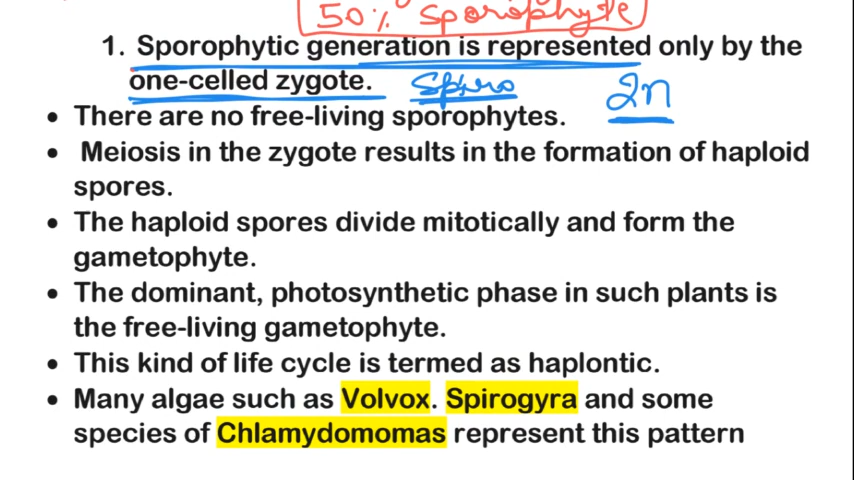 50% Sporophyte
1. Sporophytic generation is represented only by the
one-celled zygote. Spiro 2n
• There are no free-living sporophytes.
• Meiosis in the zygote results in the formation of haploid
spores.
• The haploid spores divide mitotically and form the
gametophyte.
• The dominant, photosynthetic phase in such plants is
the free-living gametophyte.
• This kind of life cycle is termed as haplontic.
• Many algae such as Volvox. Spirogyra and some
species of Chlamydomomas represent this pattern